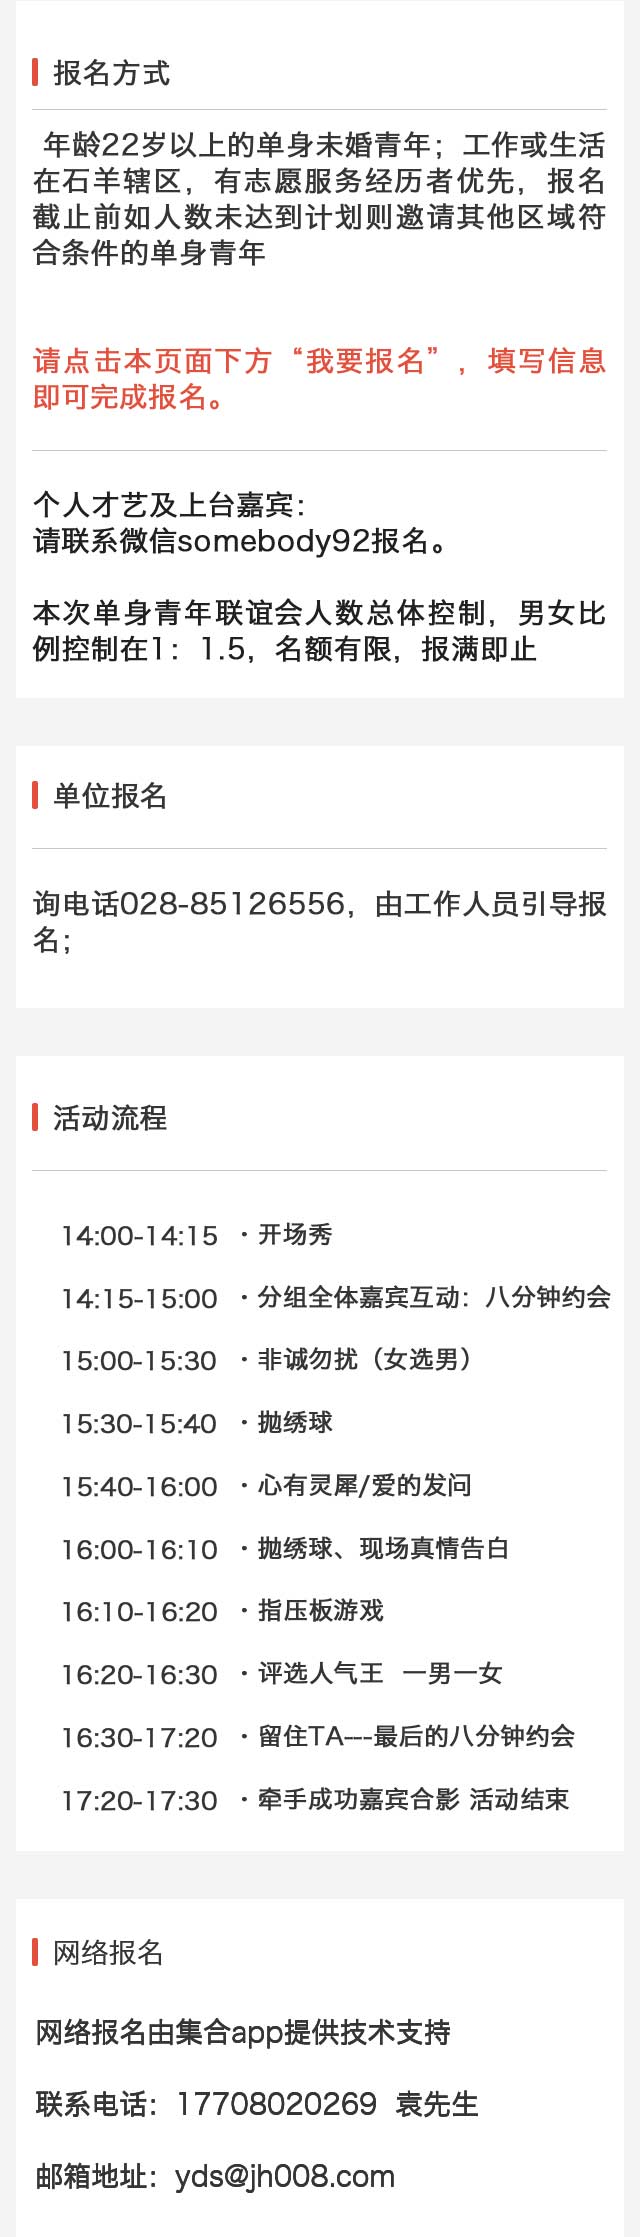 报名方式
年龄22岁以上的单身未婚青年；工作或生活
在石羊辖区，有志愿服务经历者优先，报名
截止前如人数未达到计划则邀请其他区域符
合条件的单身青年
请点击本页面下方“我要报名”，填写信息
即可完成报名。
个人才艺及上台嘉宾：
请联系微信somebody92报名。
本次单身青年联谊会人数总体控制，男女比
例控制在1：1.5，名额有限，报满即止
单位报名
询电话028-85126556，由工作人员引导报
名；
活动流程
14:00-14:15 · 开场秀
14:15-15:00 · 分组全体嘉宾互动：八分钟约会
15:00-15:30 · 非诚勿扰（女选男）
15:30-15:40 · 抛绣球
15:40-16:00 · 心有灵犀/爱的发问
16:00-16:10 · 抛绣球、现场真情告白
16:10-16:20 · 指压板游戏
16:20-16:30 · 评选人气王 一男一女
16:30-17:20 · 留住TA---最后的八分钟约会
17:20-17:30 · 牵手成功嘉宾合影 活动结束
网络报名
网络报名由集合app提供技术支持
联系电话：17708020269 袁先生
邮箱地址：yds@jh008.com